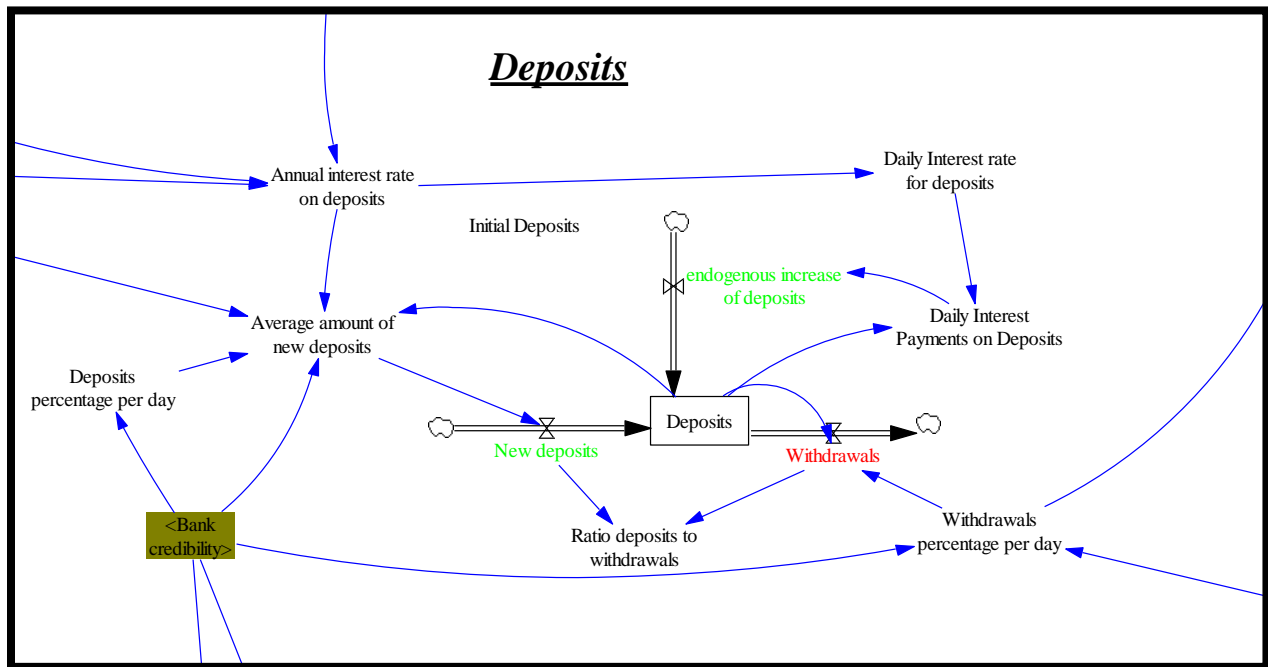 Deposits
Annual interest rate
on deposits
Daily Interest rate
for deposits
Initial Deposits
endogenous increase
of deposits
Average amount of
new deposits
Daily Interest
Payments on Deposits
Deposits
percentage per day
Deposits
New deposits
Withdrawals
<Bank
credibility>
Ratio deposits to
withdrawals
Withdrawals
percentage per day